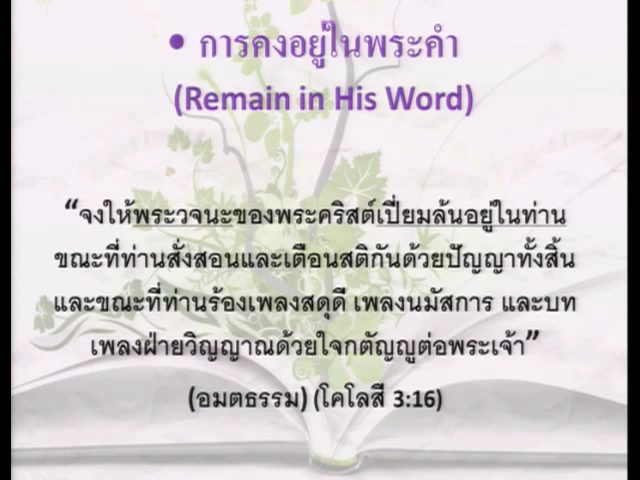 • การคงอยู่ในพระคำ
(Remain in His Word)
“จงให้พระวจนะของพระคริสต์เปี่ยมล้นอยู่ในท่าน
ขณะที่ท่านสั่งสอนและเตือนสติกันด้วยปัญญาทั้งสิ้น
และขณะที่ท่านร้องเพลงสดุดี เพลงนมัสการ และบท
เพลงฝ่ายวิญญาณด้วยใจกตัญญูต่อพระเจ้า”
(อมตธรรม) (โคโลสี 3:16)